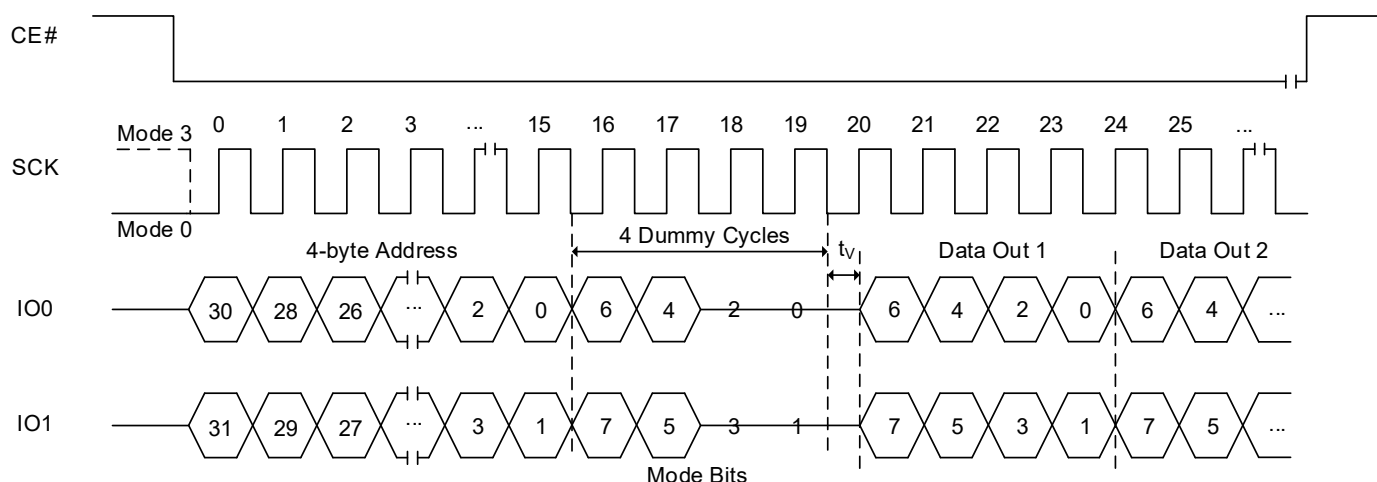 CE#
Mode 3 0 1 2 3 ... 15 16 17 18 19 20 21 22 23 24 25 ...
SCK
Mode 0
4-byte Address 4 Dummy Cycles tV Data Out 1 Data Out 2
IO0 30 28 26 ... 2 0 6 4 2 0 6 4 2 0 6 4 ...
IO1 31 29 27 ... 3 1 7 5 3 1 7 5 3 1 7 5 ...
Mode Bits